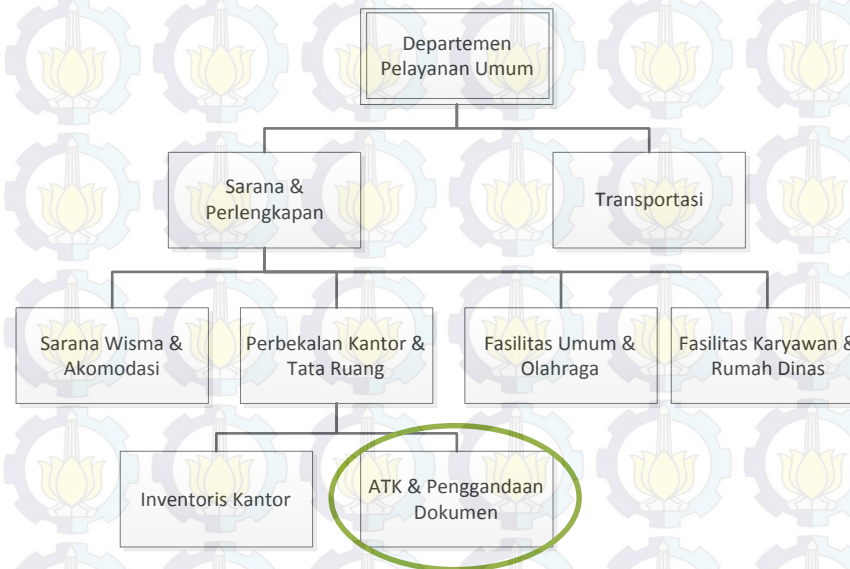 Departemen
Pelayanan Umum
Sarana &
Perlengkapan
Transportasi
Sarana Wisma &
Akomodasi
Perbekalan Kantor &
Tata Ruang
Fasilitas Umum &
Olahraga
Fasilitas Karyawan &
Rumah Dinas
Inventoris Kantor
ATK & Penggandaan
Dokumen